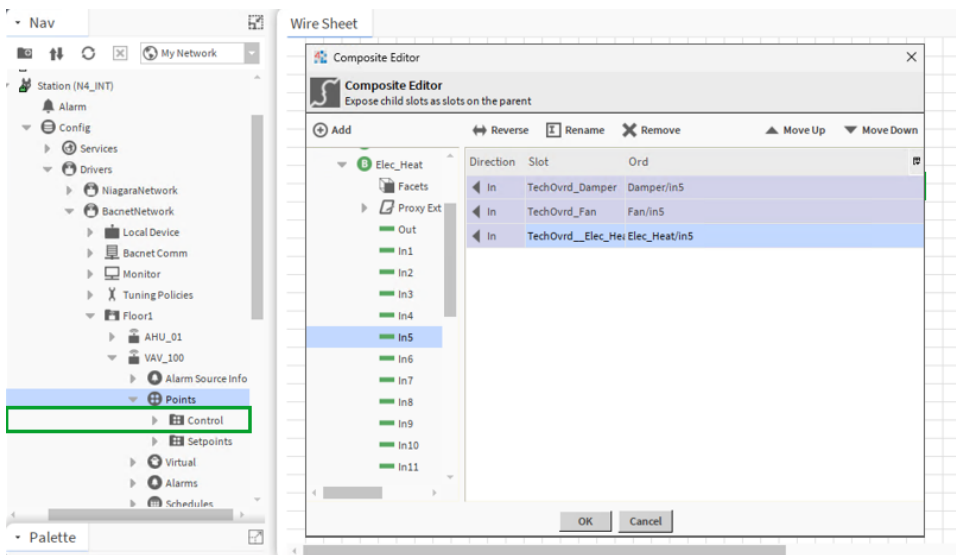 Nav
My Network
Station (N4_INT)
Alarm
Config
Services
Drivers
NiagaraNetwork
BacnetNetwork
Local Device
Bacnet Comm
Monitor
Tuning Policies
Floor1
AHU_01
VAV_100
Alarm Source Info
Points
Control
Setpoints
Virtual
Alarms
Schedules
Palette
Wire Sheet
Composite Editor
Composite Editor
Expose child slots as slots on the parent
Add
Reverse Rename Remove Move Up Move Down
B Elec_Heat
Facets
Proxy Ext
Out
In1
In2
In3
In4
In5
In6
In7
In8
In9
In10
In11
Direction Slot Ord
In TechOvrd_Damper Damper/in5
In TechOvrd_Fan Fan/in5
In TechOvrd__Elec_Hea Elec_Heat/in5
OK Cancel